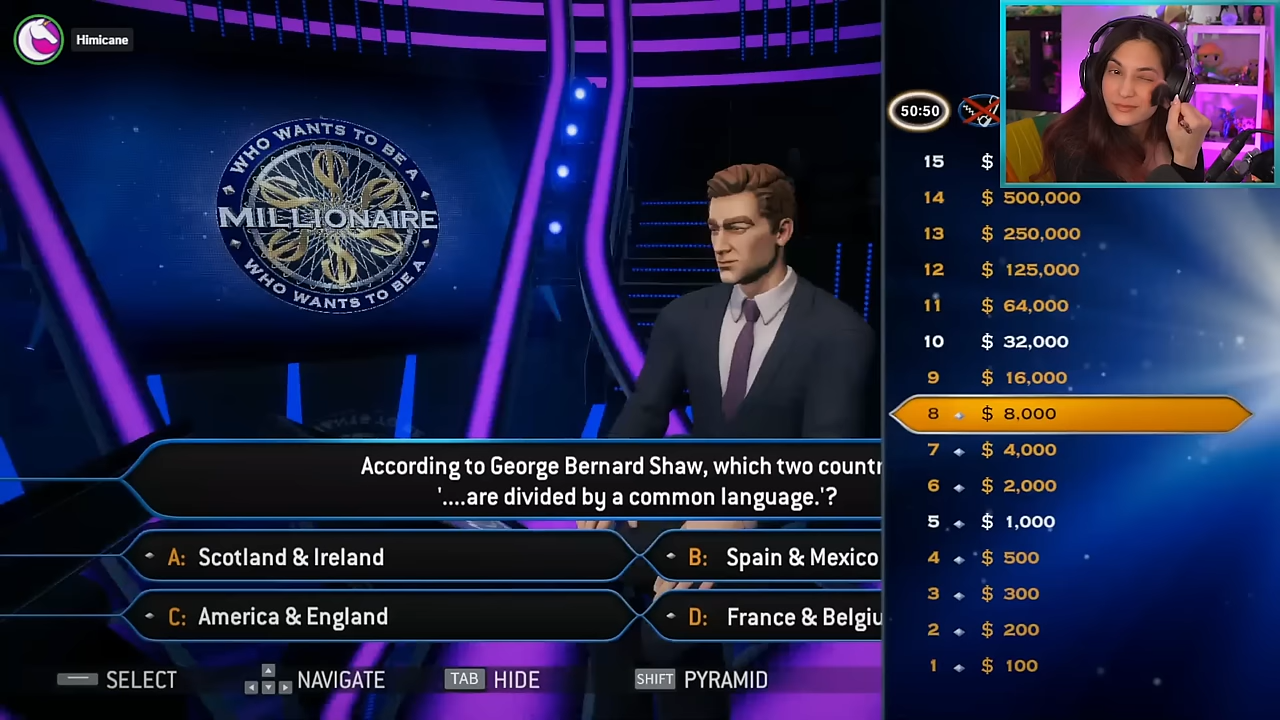 Himicane
WHO WANTS TO BE A
MILLIONAIRE
WHO WANTS TO BE A
50:50
15 $
14 $ 500,000
13 $ 250,000
12 $ 125,000
11 $ 64,000
10 $ 32,000
9 $ 16,000
8 $ 8,000
7 $ 4,000
6 $ 2,000
5 $ 1,000
4 $ 500
3 $ 300
2 $ 200
1 $ 100
According to George Bernard Shaw, which two countr
'....are divided by a common language.'?
A: Scotland & Ireland
B: Spain & Mexico
C: America & England
D: France & Belgiu
SELECT
NAVIGATE
TAB HIDE
SHIFT PYRAMID